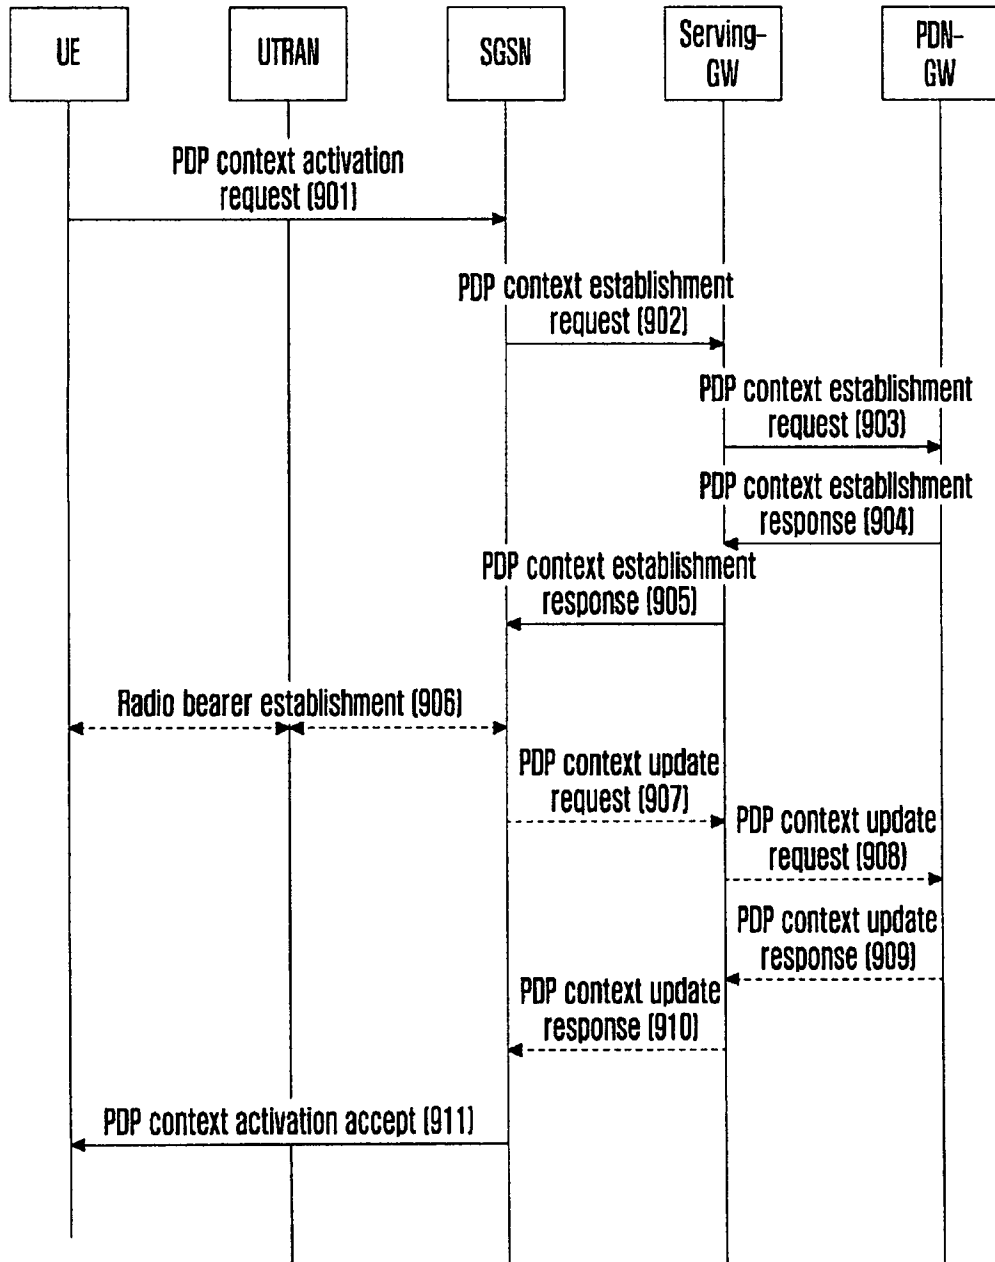 UE
UTRAN
SGSN
Serving-
GW
PDN-
GW
PDP context activation
request (901)
PDP context establishment
request (902)
PDP context establishment
request (903)
PDP context establishment
response (904)
PDP context establishment
response (905)
Radio bearer establishment (906)
PDP context update
request (907)
PDP context update
request (908)
PDP context update
response (909)
PDP context update
response (910)
PDP context activation accept (911)